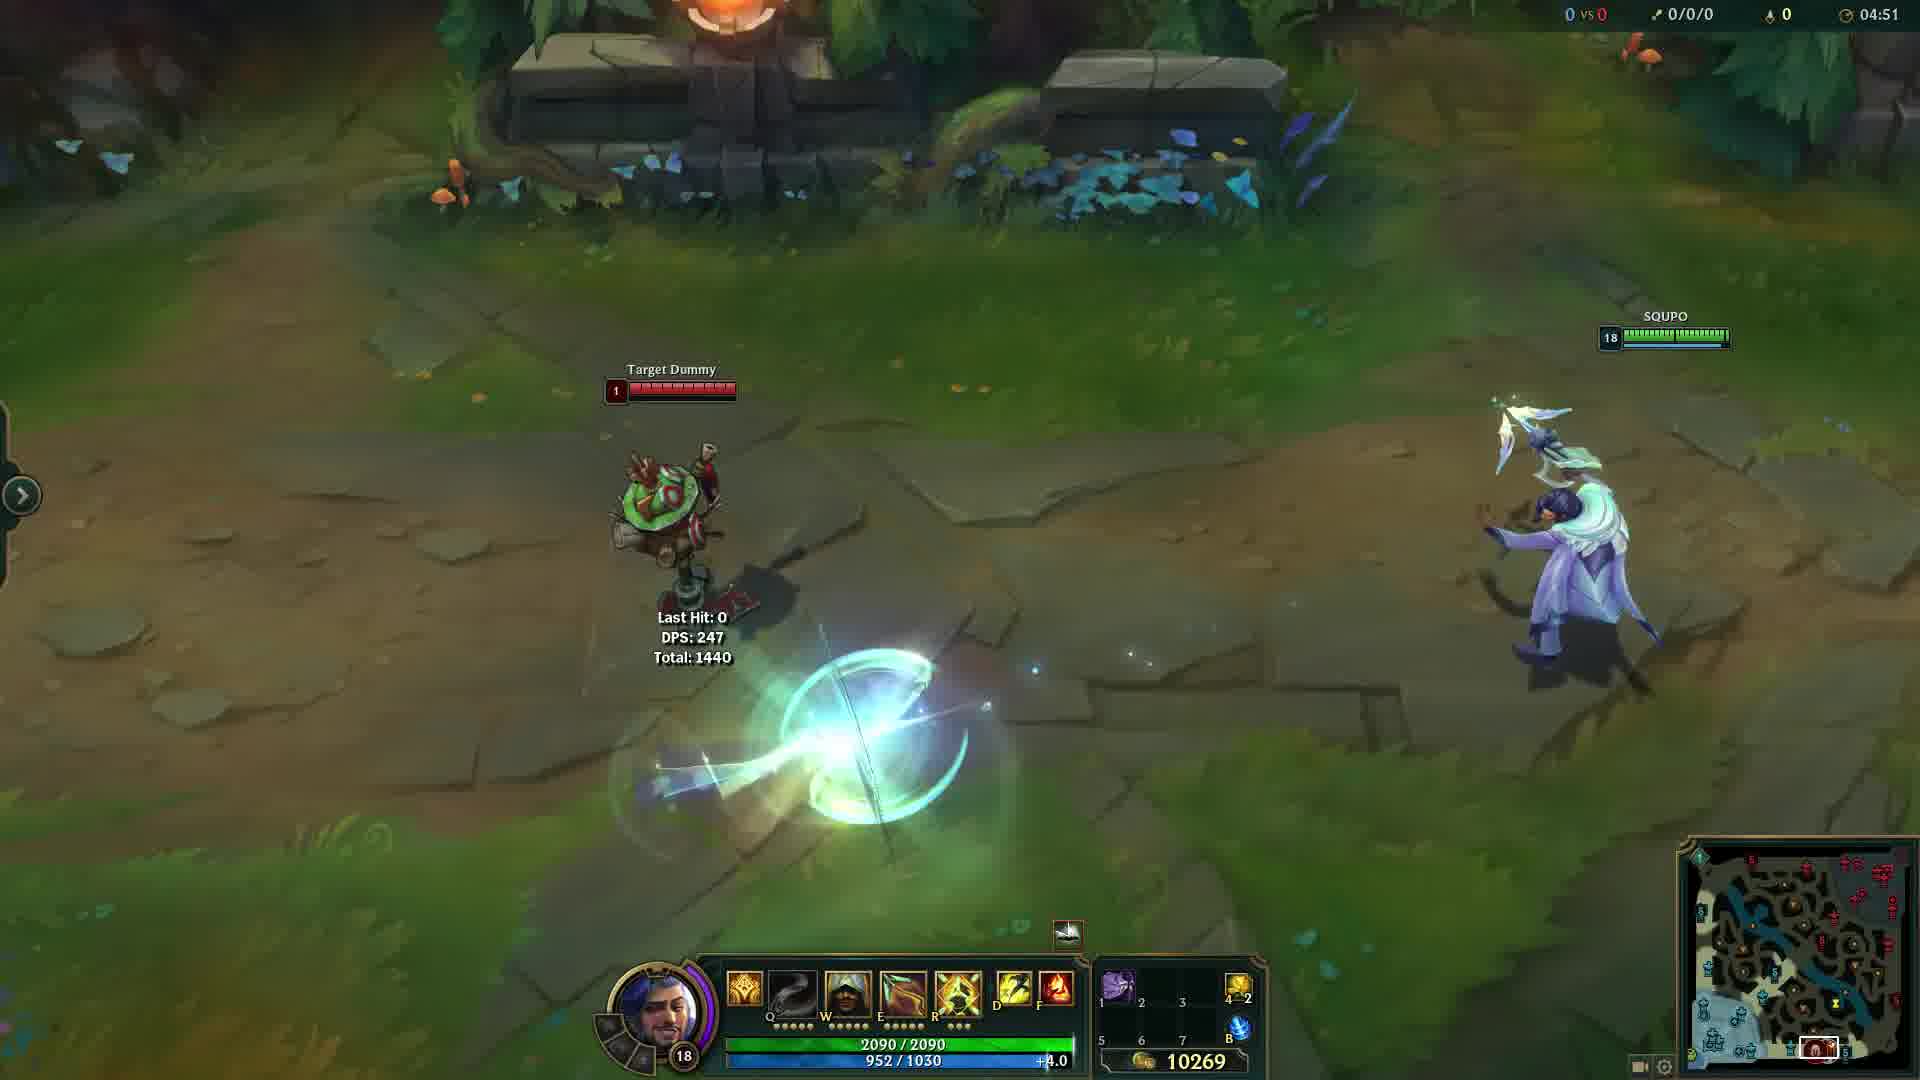 0 VS 0 0/0/0 0 04:51
SQUPO
18
Target Dummy
1
Last Hit: 0
DPS: 247
Total: 1440
Q W E R D F
1 2 3 4 2
5 6 7 B
18
2090 / 2090
952 / 1030 +4.0
10269